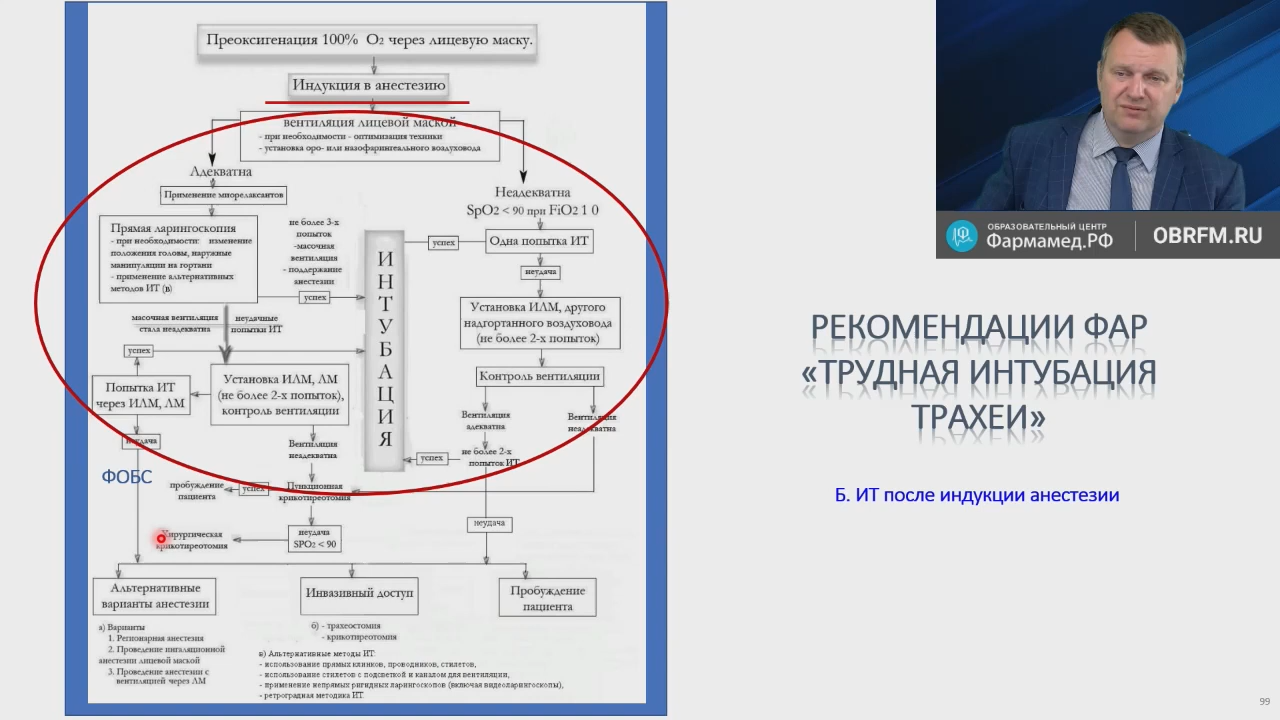 Преоксигенация 100% O2 через лицевую маску.
Индукция в анестезию
вентиляция лицевой маской
- при необходимости - оптимизация техники
- установка оро- или назофарингеального воздуховода
Адекватна
Применение миорелаксантов
Прямая ларингоскопия
- при необходимости: изменение
положения головы, наружные
манипуляции на гортани
- применение альтернативных
методов ИТ (в)
не более 3-х
попыток
-масочная
вентиляция
- поддержание
анестезии
успех
масочная вентиляция
стала неадекватна
неудачные
попытки ИТ
успех
Попытка ИТ
через ИЛМ, ЛМ
Установка ИЛМ, ЛМ
(не более 2-х попыток),
контроль вентиляции
неудача
Вентиляция
неадекватна
ФОБС
пробуждение
пациента
успех
Пункционная
крикотиреотомия
Хирургическая
крикотиреотомия
неудача
SPO2 < 90
ИНТУБАЦИЯ
Неадекватна
SpO2 < 90 при FiO2 1 0
успех
Одна попытка ИТ
неудача
Установка ИЛМ, другого
надгортанного воздуховода
(не более 2-х попыток)
Контроль вентиляции
Вентиляция
адекватна
Вентиляция
неадекватна
успех
не более 2-х
попыток ИТ
неудача
Альтернативные
варианты анестезии
Инвазивный доступ
Пробуждение
пациента
а) Варианты
1. Регионарная анестезия
2. Проведение ингаляционной
анестезии лицевой маской
3. Проведение анестезии с
вентиляцией через ЛМ
б) - трахеостомия
- крикотиреотомия
в) Альтернативные методы ИТ:
- использование прямых клинков, проводников, стилетов,
- использование стилетов с подсветкой и каналом для вентиляции,
- применение непрямых ригидных ларингоскопов (включая видеоларингоскопы),
- ретроградная методика ИТ
ОБРАЗОВАТЕЛЬНЫЙ ЦЕНТР
Фармамед.РФ
OBRFM.RU
РЕКОМЕНДАЦИИ ФАР
«ТРУДНАЯ ИНТУБАЦИЯ
ТРАХЕИ»
Б. ИТ после индукции анестезии
99